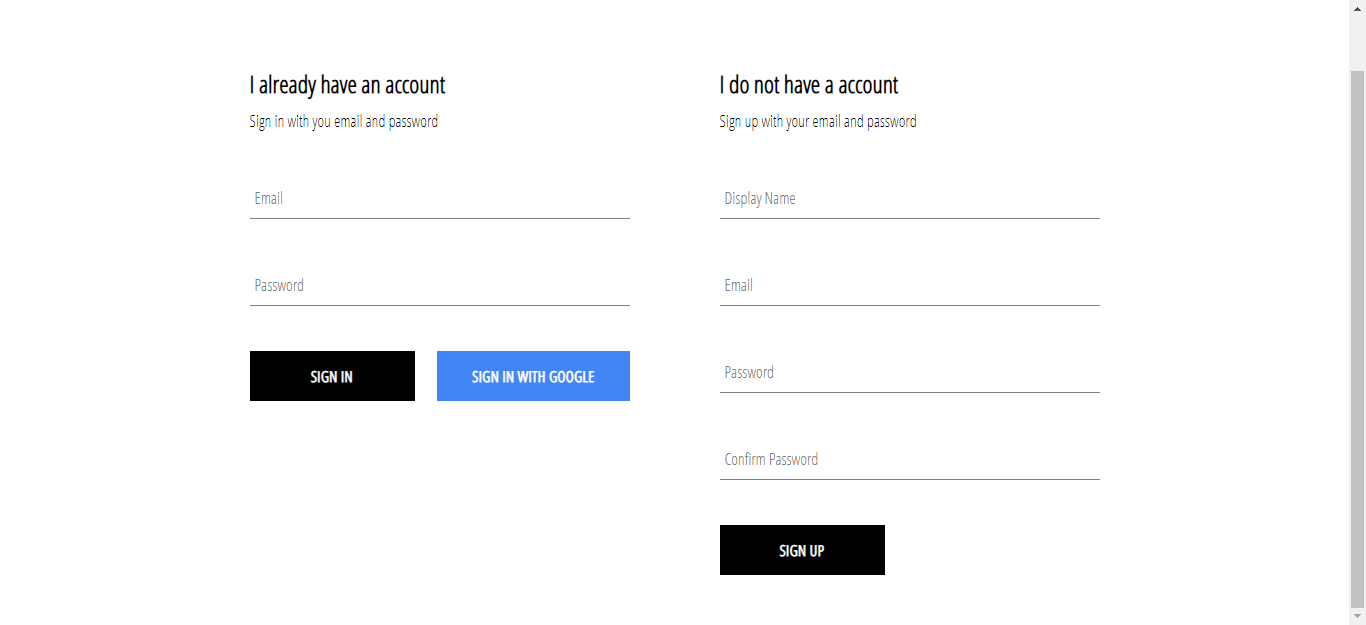 I already have an account
Sign in with you email and password
Email
Password
SIGN IN
SIGN IN WITH GOOGLE
I do not have a account
Sign up with your email and password
Display Name
Email
Password
Confirm Password
SIGN UP